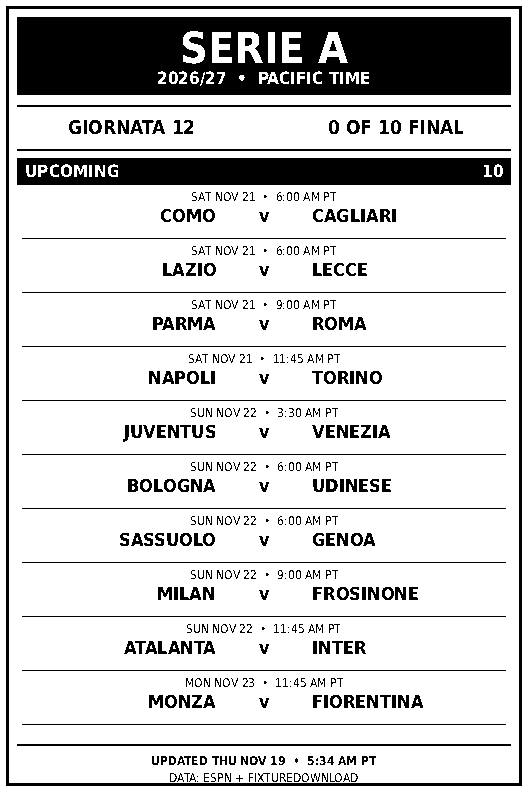 SERIE A
2026/27 • PACIFIC TIME
GIORNATA 12 0 OF 10 FINAL
UPCOMING 10
SAT NOV 21 • 6:00 AM PT
COMO v CAGLIARI
SAT NOV 21 • 6:00 AM PT
LAZIO v LECCE
SAT NOV 21 • 9:00 AM PT
PARMA v ROMA
SAT NOV 21 • 11:45 AM PT
NAPOLI v TORINO
SUN NOV 22 • 3:30 AM PT
JUVENTUS v VENEZIA
SUN NOV 22 • 6:00 AM PT
BOLOGNA v UDINESE
SUN NOV 22 • 6:00 AM PT
SASSUOLO v GENOA
SUN NOV 22 • 9:00 AM PT
MILAN v FROSINONE
SUN NOV 22 • 11:45 AM PT
ATALANTA v INTER
MON NOV 23 • 11:45 AM PT
MONZA v FIORENTINA
UPDATED THU NOV 19 • 5:34 AM PT
DATA: ESPN + FIXTUREDOWNLOAD